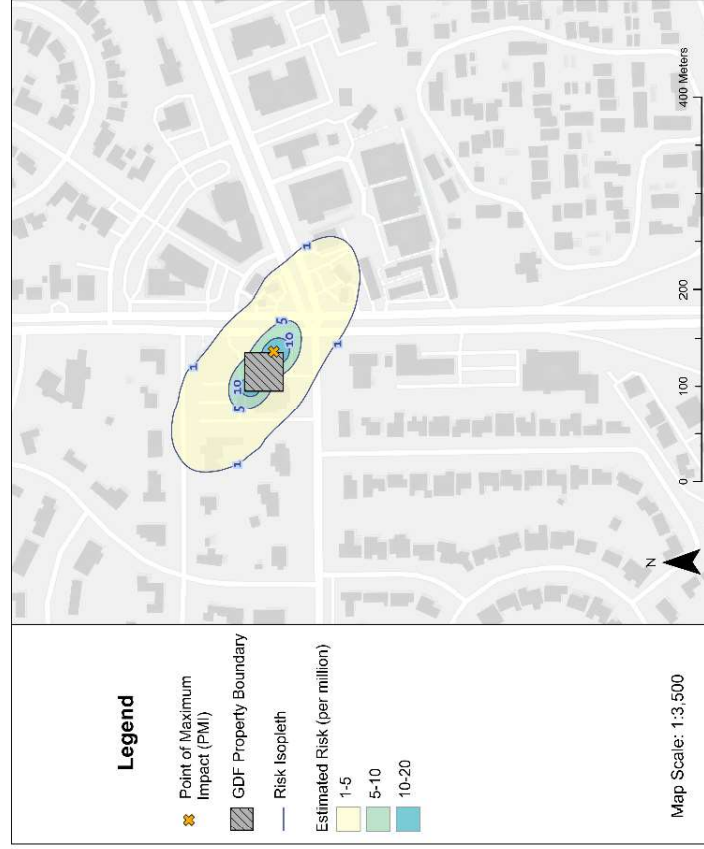 Legend
Point of Maximum
Impact (PMI)
GDF Property Boundary
Risk Isopleth
Estimated Risk (per million)
1-5
5-10
10-20
Map Scale: 1:3,500
1
1
1
1
5
5
10
10
N
0
100
200
400 Meters